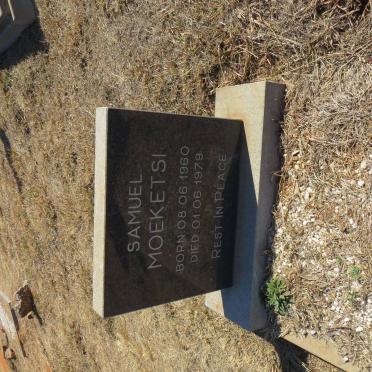 SAMUEL
MOEKETSI
BORN 08.06.1960
DIED 01.06.1979
REST IN PEACE